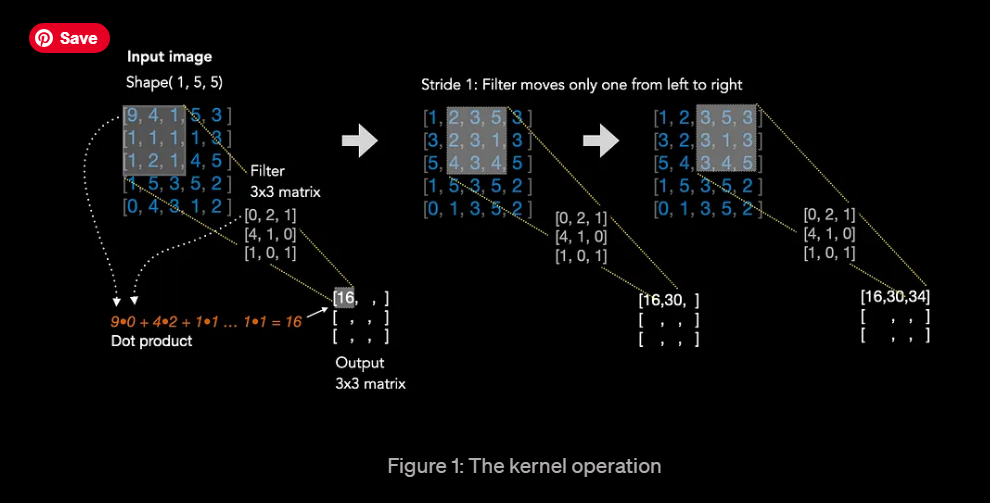 Save
Input image
Shape( 1, 5, 5)
[9, 4, 1, 5, 3 ]
[1, 1, 1, 1, 3 ]
[1, 2, 1, 4, 5 ]
[1, 5, 3, 5, 2 ]
[0, 4, 3, 1, 2 ]
Filter
3x3 matrix
[0, 2, 1]
[4, 1, 0]
[1, 0, 1]
9•0 + 4•2 + 1•1 ... 1•1 = 16
Dot product
[16, , ]
[ , , ]
[ , , ]
Output
3x3 matrix
Stride 1: Filter moves only one from left to right
[1, 2, 3, 5, 3 ]
[3, 2, 3, 1, 3 ]
[5, 4, 3, 4, 5 ]
[1, 5, 3, 5, 2 ]
[0, 1, 3, 5, 2 ]
[0, 2, 1]
[4, 1, 0]
[1, 0, 1]
[16,30, ]
[ , , ]
[ , , ]
[1, 2, 3, 5, 3 ]
[3, 2, 3, 1, 3 ]
[5, 4, 3, 4, 5 ]
[1, 5, 3, 5, 2 ]
[0, 1, 3, 5, 2 ]
[0, 2, 1]
[4, 1, 0]
[1, 0, 1]
[16,30,34]
[ , , ]
[ , , ]
Figure 1: The kernel operation